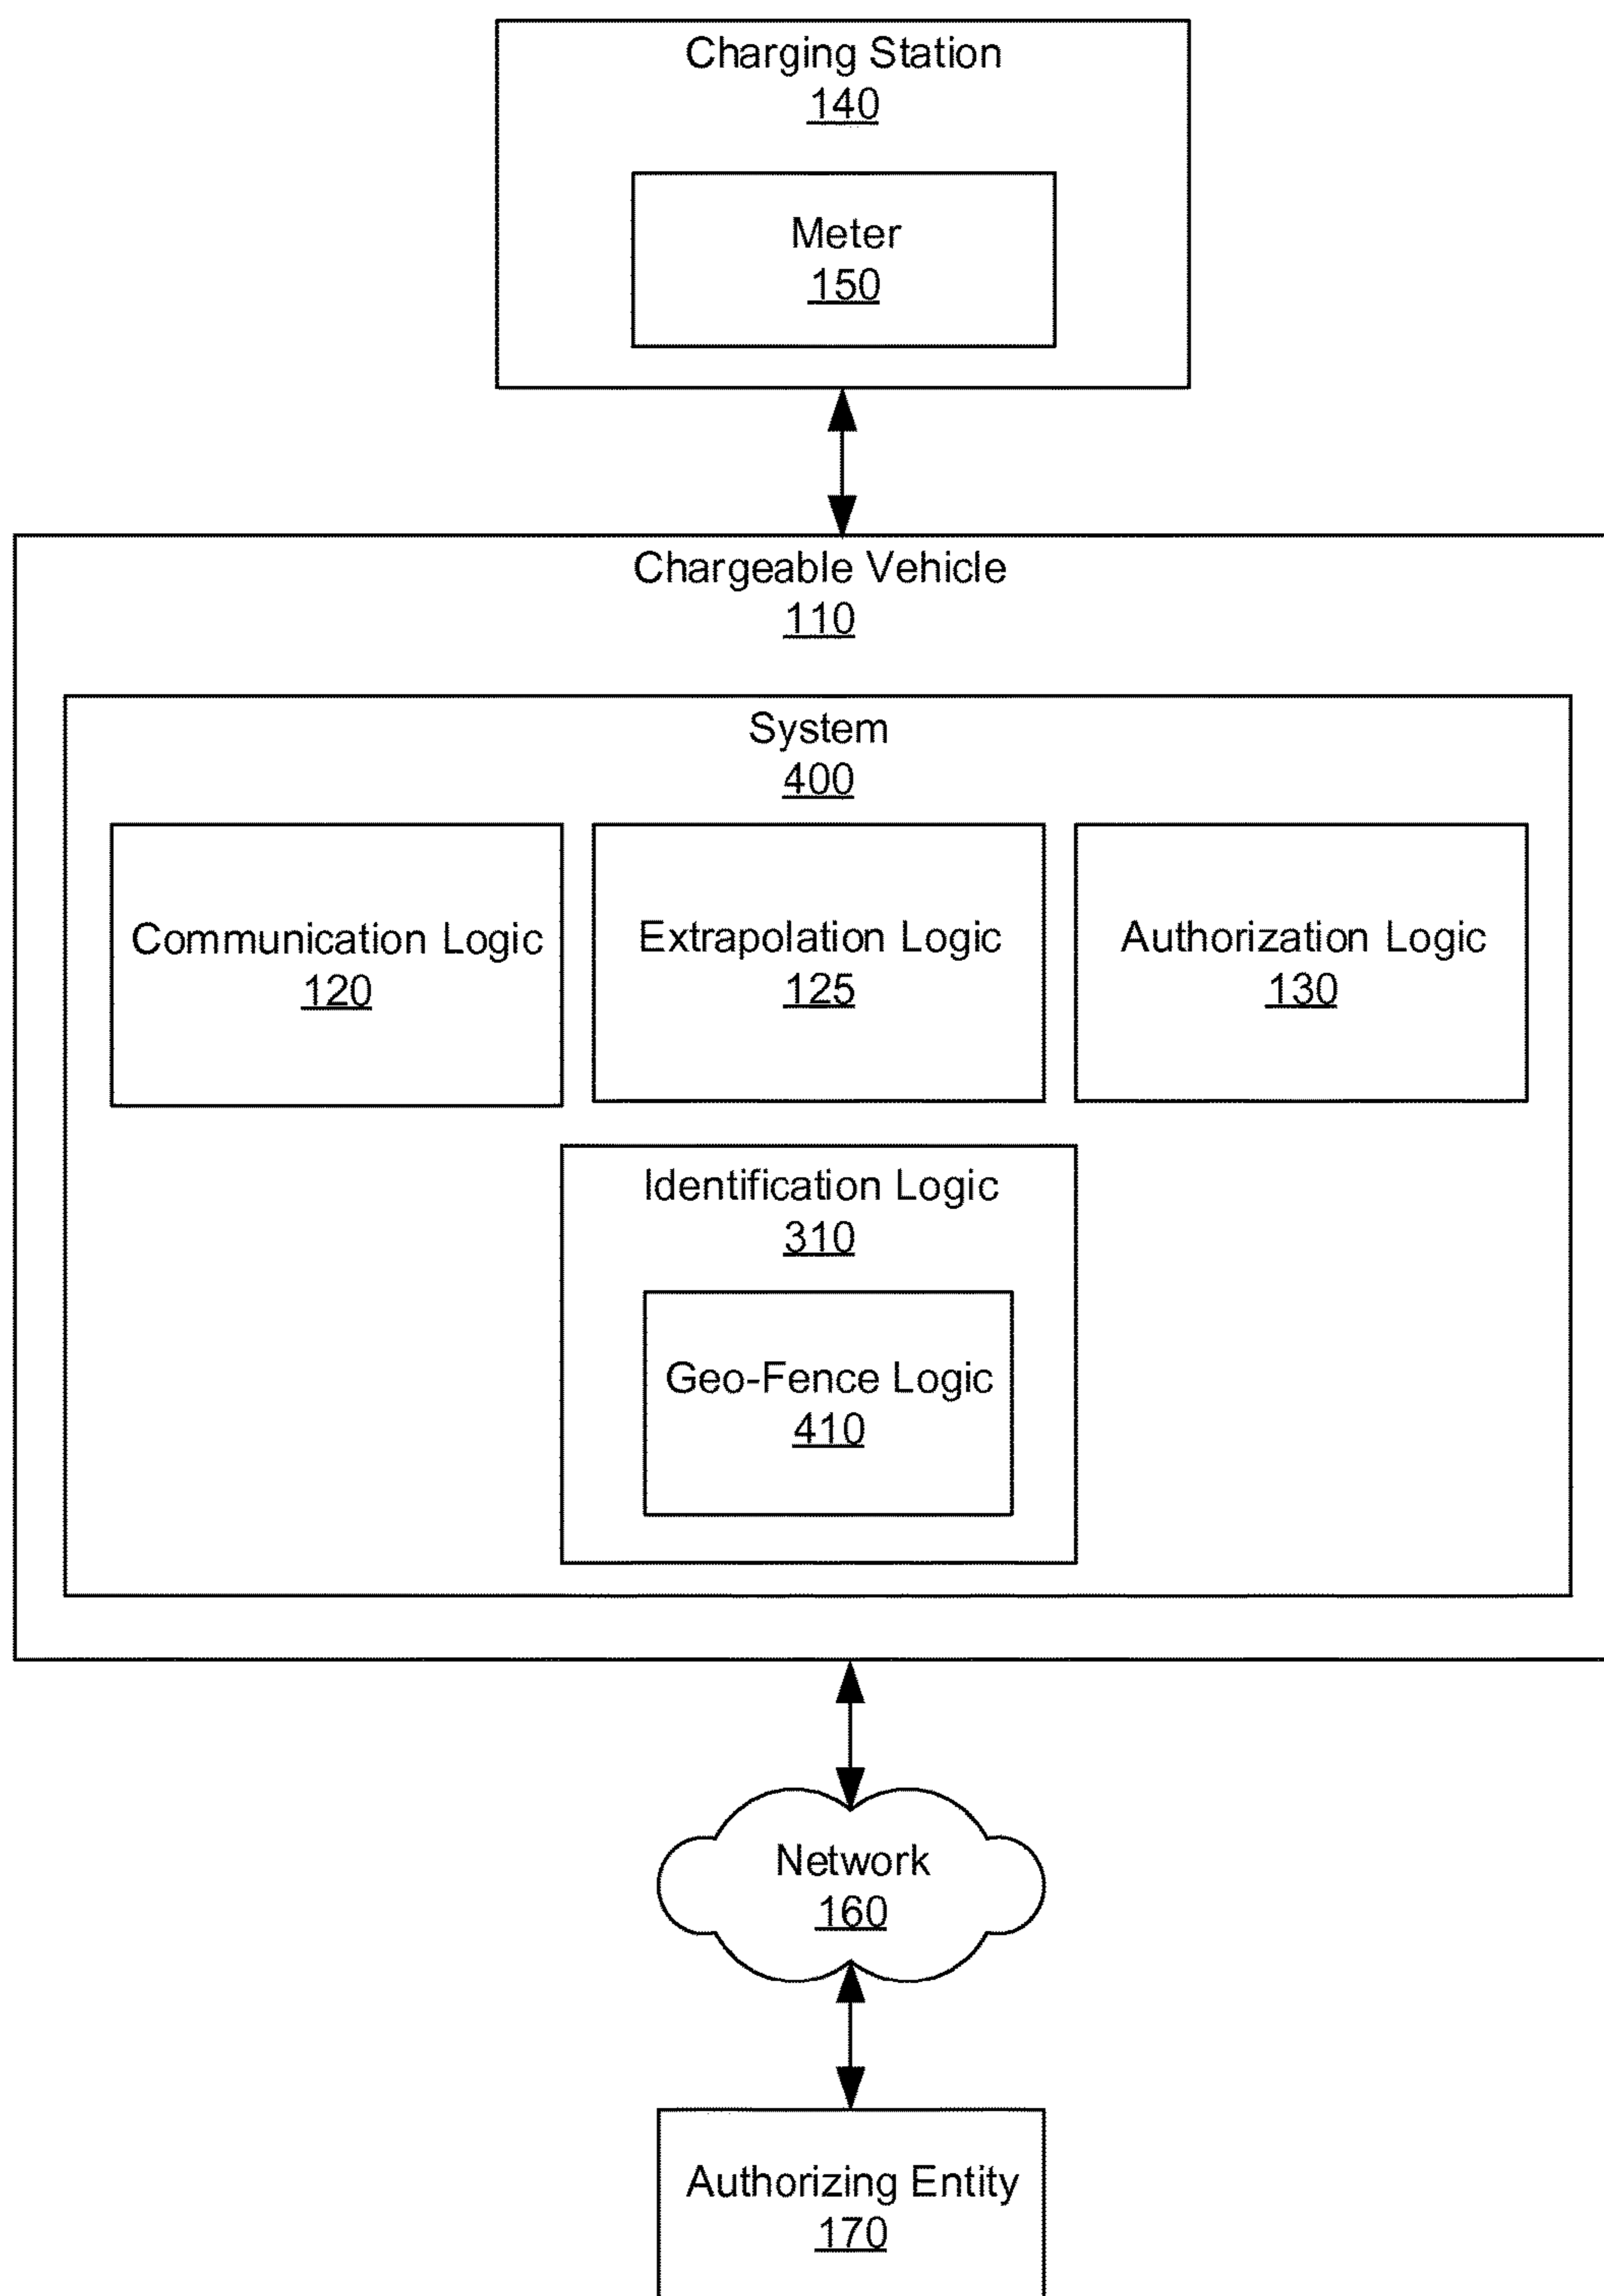 Charging Station
140
Meter
150
Chargeable Vehicle
110
System
400
Communication Logic
120
Extrapolation Logic
125
Authorization Logic
130
Identification Logic
310
Geo-Fence Logic
410
Network
160
Authorizing Entity
170